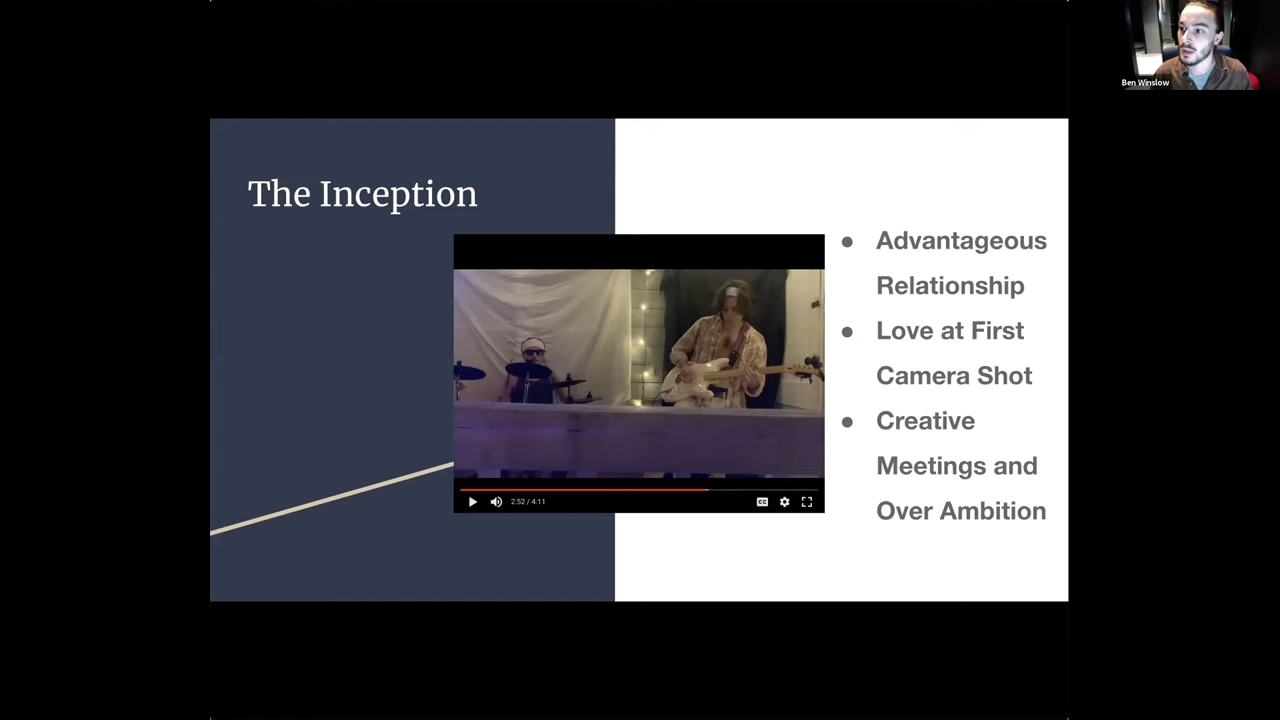 Ben Winslow
The Inception
● Advantageous
Relationship
● Love at First
Camera Shot
● Creative
Meetings and
Over Ambition
2:52 / 4:11
CC